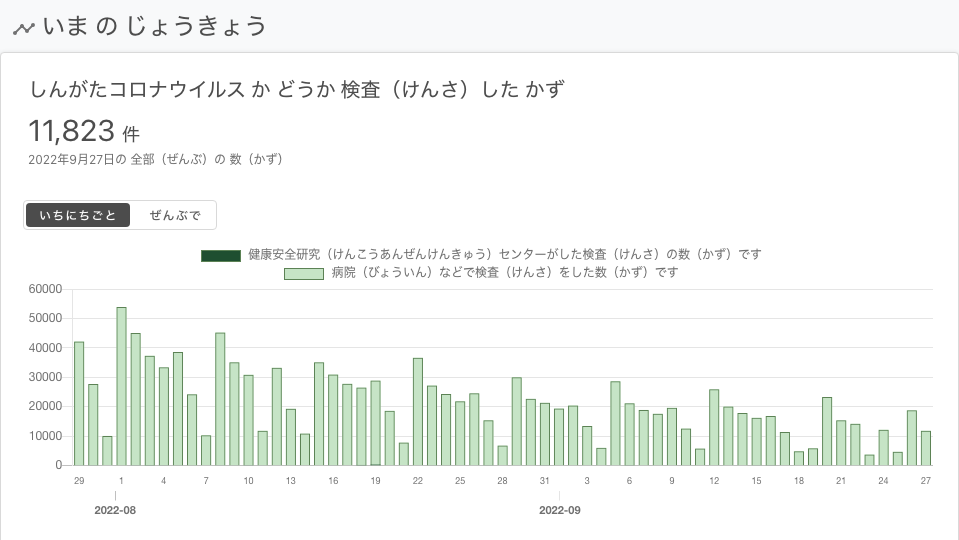 いま の じょうきょう
しんがたコロナウイルス か どうか 検査（けんさ）した かず
11,823 件
2022年9月27日の 全部（ぜんぶ）の 数（かず）
いちにちごと ぜんぶで
健康安全研究（けんこうあんぜんけんきゅう）センターがした検査（けんさ）の数（かず）です
病院（びょういん）などで検査（けんさ）をした数（かず）です
60000
50000
40000
30000
20000
10000
0
29 1 4 7 10 13 16 19 22 25 28 31 3 6 9 12 15 18 21 24 27
2022-08 2022-09